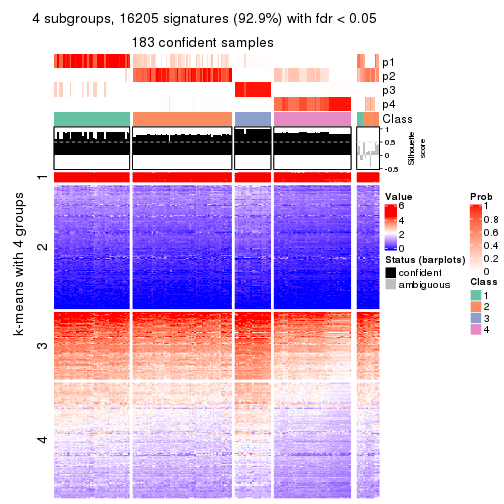 4 subgroups, 16205 signatures (92.9%) with fdr < 0.05
183 confident samples
p1
p2
p3
p4
Class
1
0.5
0
-0.5
Silhouette
score
k-means with 4 groups
1
2
3
4
Value
6
4
2
0
Status (barplots)
confident
ambiguous
Prob
1
0.8
0.6
0.4
0.2
0
Class
1
2
3
4